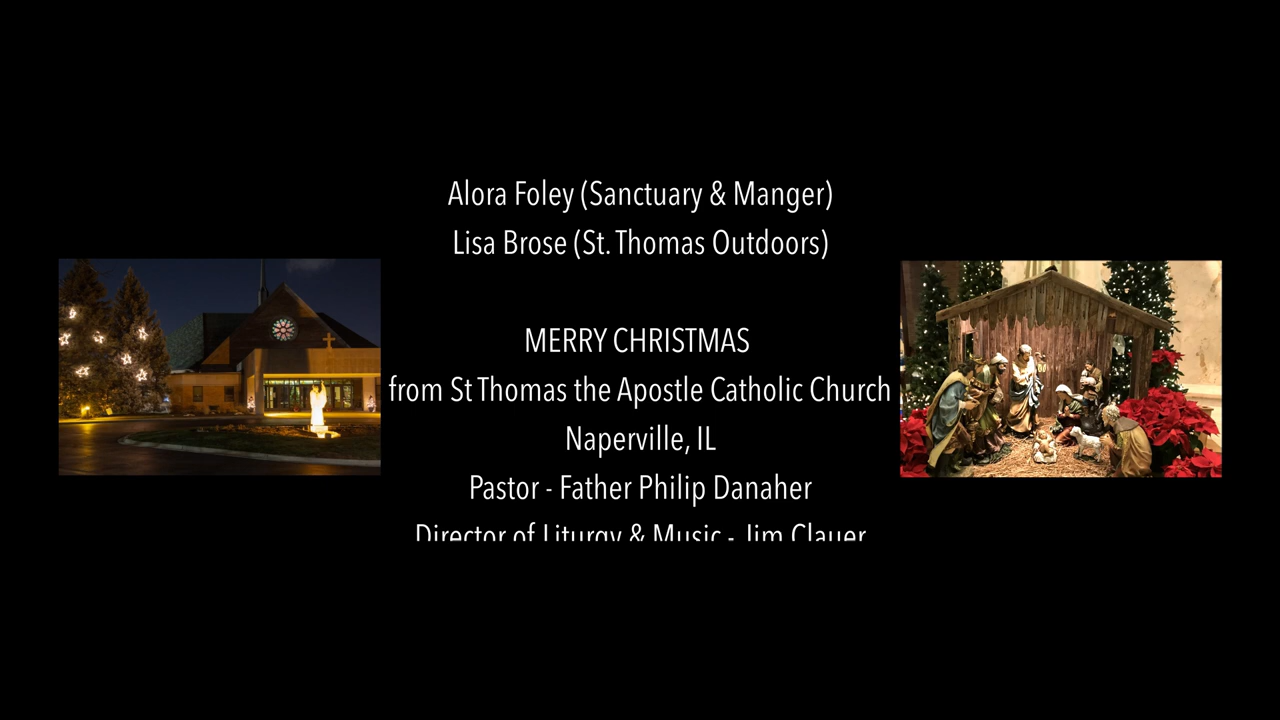 Alora Foley (Sanctuary & Manger)
Lisa Brose (St. Thomas Outdoors)
MERRY CHRISTMAS
from St Thomas the Apostle Catholic Church
Naperville, IL
Pastor - Father Philip Danaher
Director of Liturgy & Music - Jim Clauer